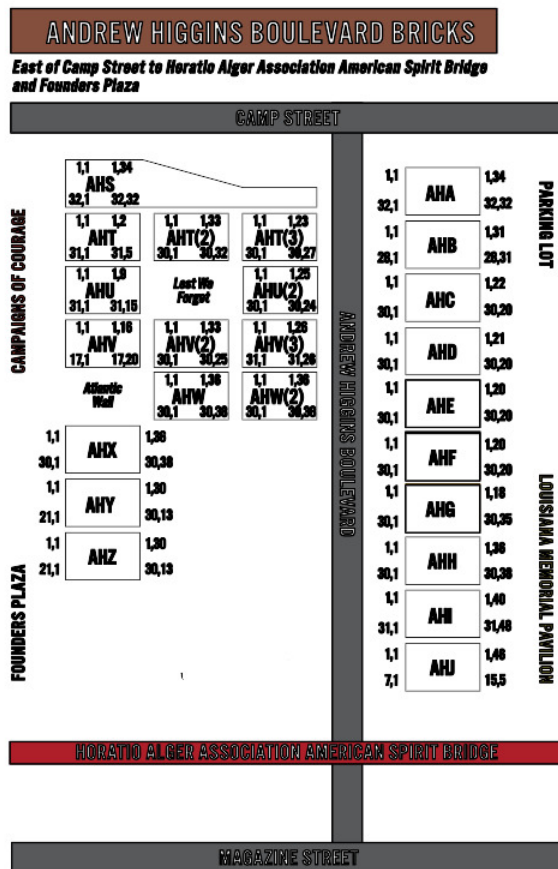 ANDREW HIGGINS BOULEVARD BRICKS
East of Camp Street to Horatio Alger Association American Spirit Bridge
and Founders Plaza
CAMP STREET
1,1 1,34
AHS
32,1 32,32
1,1 1,2
AHT
31,1 31,5
1,1 1,33
AHT(2)
30,1 30,32
1,1 1,23
AHT(3)
30,1 30,27
1,1 1,9
AHU
31,1 31,15
Lest We
Forget
1,1 1,25
AHU(2)
30,1 30,24
1,1 1,16
AHV
17,1 17,20
1,1 1,33
AHV(2)
30,1 30,25
1,1 1,26
AHV(3)
31,1 31,26
Atlantic
Wall
1,1 1,36
AHW
30,1 30,38
1,1 1,36
AHW(2)
30,1 30,38
1,1 1,36
AHX
30,1 30,38
1,1 1,30
AHY
21,1 30,13
1,1 1,30
AHZ
21,1 30,13
CAMPAIGNS OF COURAGE
FOUNDERS PLAZA
ANDREW HIGGINS BOULEVARD
1,1 1,34
AHA
32,1 32,32
1,1 1,31
AHB
28,1 28,31
1,1 1,22
AHC
30,1 30,20
1,1 1,21
AHD
30,1 30,20
1,1 1,20
AHE
30,1 30,20
1,1 1,20
AHF
30,1 30,20
1,1 1,18
AHG
30,1 30,35
1,1 1,36
AHH
30,1 30,38
1,1 1,40
AHI
31,1 31,48
1,1 1,46
AHJ
7,1 15,5
PARKING LOT
LOUISIANA MEMORIAL PAVILION
HORATIO ALGER ASSOCIATION AMERICAN SPIRIT BRIDGE
MAGAZINE STREET